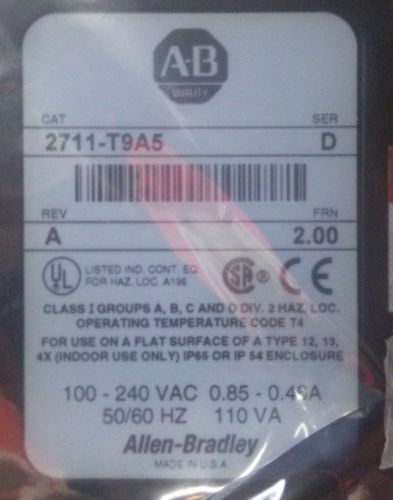 A-B
QUALITY
CAT SER
2711-T9A5 D
REV FRN
A 2.00
UL LISTED IND. CONT. EQ.
FOR HAZ. LOC. A196
SA CE
CLASS I GROUPS A, B, C AND D DIV. 2 HAZ. LOC.
OPERATING TEMPERATURE CODE T4
FOR USE ON A FLAT SURFACE OF A TYPE 12, 13,
4X (INDOOR USE ONLY) IP65 OR IP 54 ENCLOSURE
100 - 240 VAC 0.85 - 0.46A
50/60 HZ 110 VA
Allen-Bradley
MADE IN U.S.A.